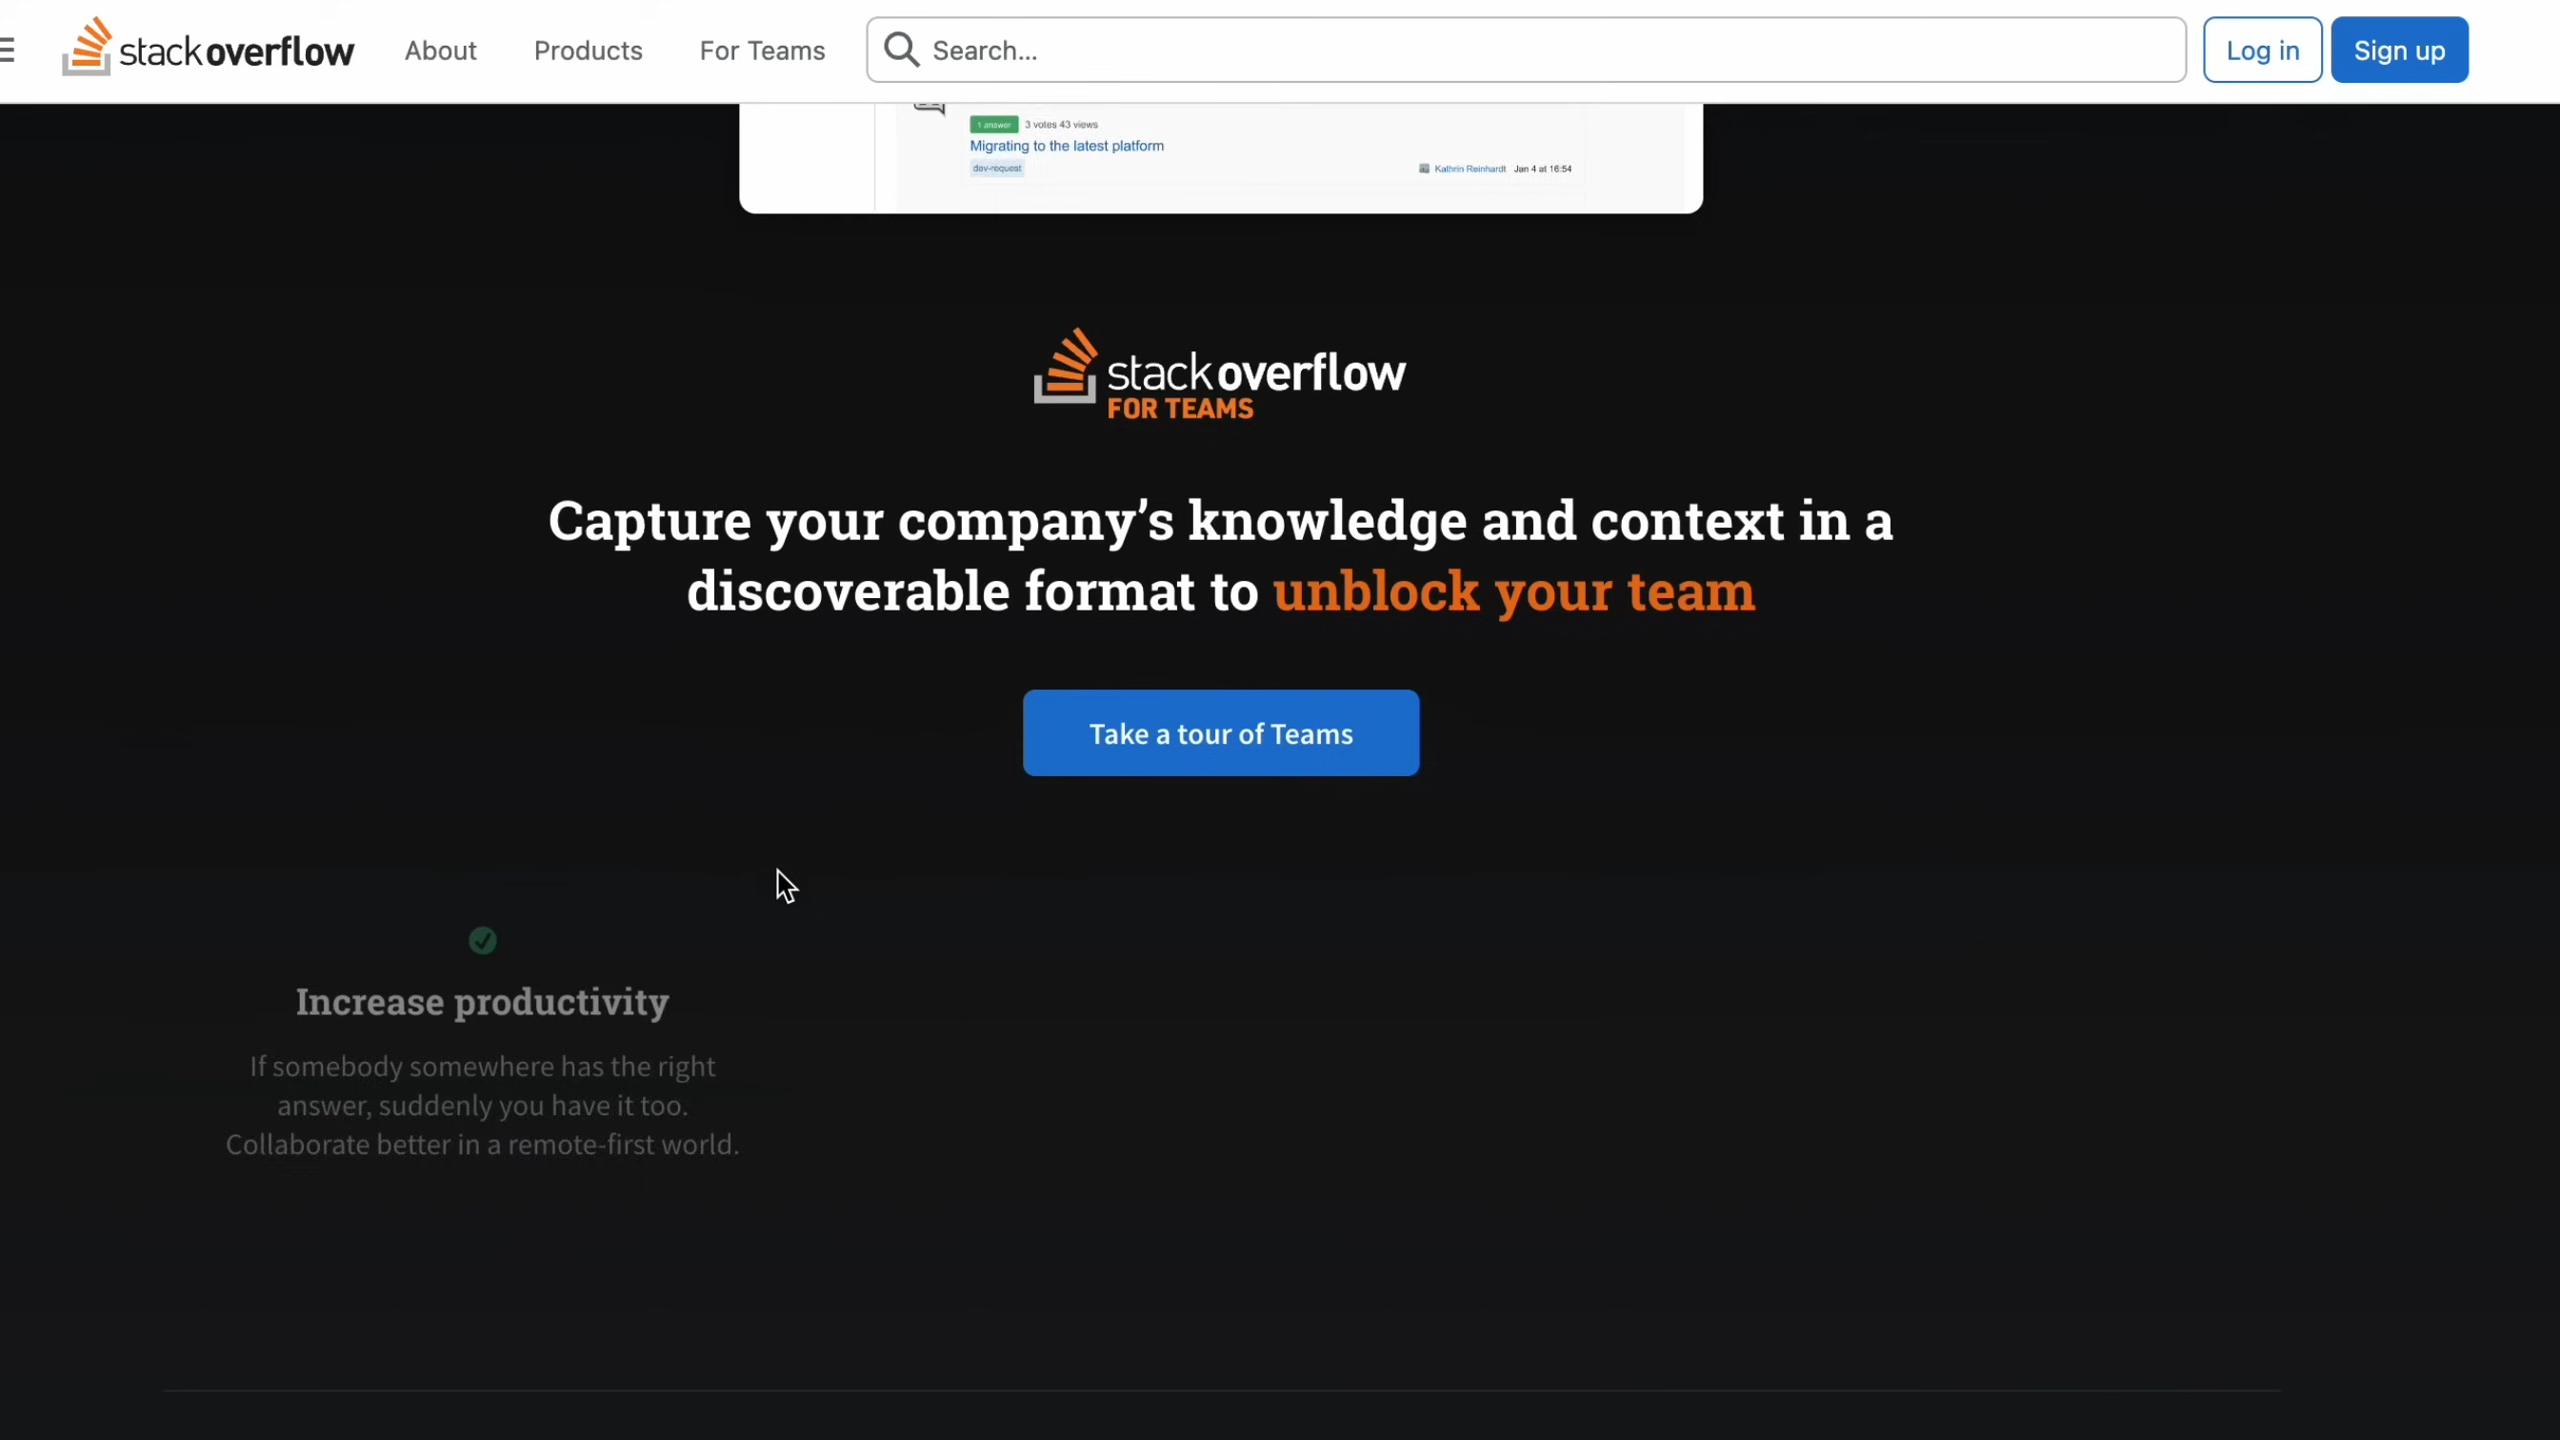 stackoverflow
About
Products
For Teams
Search...
Log in
Sign up
1 answer 3 votes 43 views
Migrating to the latest platform
dev-request
Kathrin Reinhardt Jan 4 at 16:54
stackoverflow
FOR TEAMS
Capture your company’s knowledge and context in a
discoverable format to unblock your team
Take a tour of Teams
Increase productivity
If somebody somewhere has the right
answer, suddenly you have it too.
Collaborate better in a remote-first world.